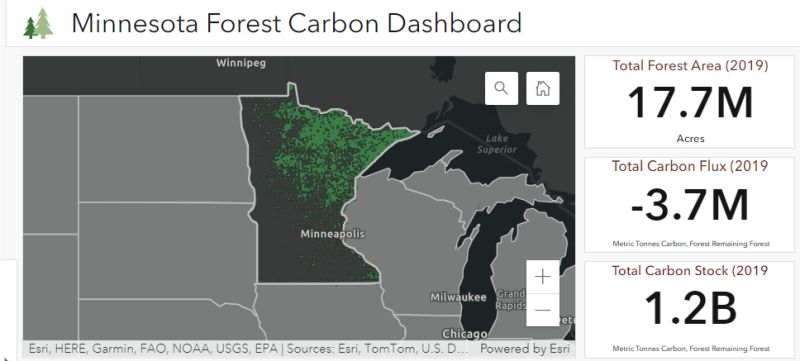 Minnesota Forest Carbon Dashboard
Winnipeg
Lake
Superior
Minneapolis
Milwaukee
Grand
Rapids
Chicago
Esri, HERE, Garmin, FAO, NOAA, USGS, EPA | Sources: Esri, TomTom, U.S. D...
Powered by Esri
Total Forest Area (2019)
17.7M
Acres
Total Carbon Flux (2019
-3.7M
Metric Tonnes Carbon, Forest Remaining Forest
Total Carbon Stock (2019
1.2B
Metric Tonnes Carbon, Forest Remaining Forest